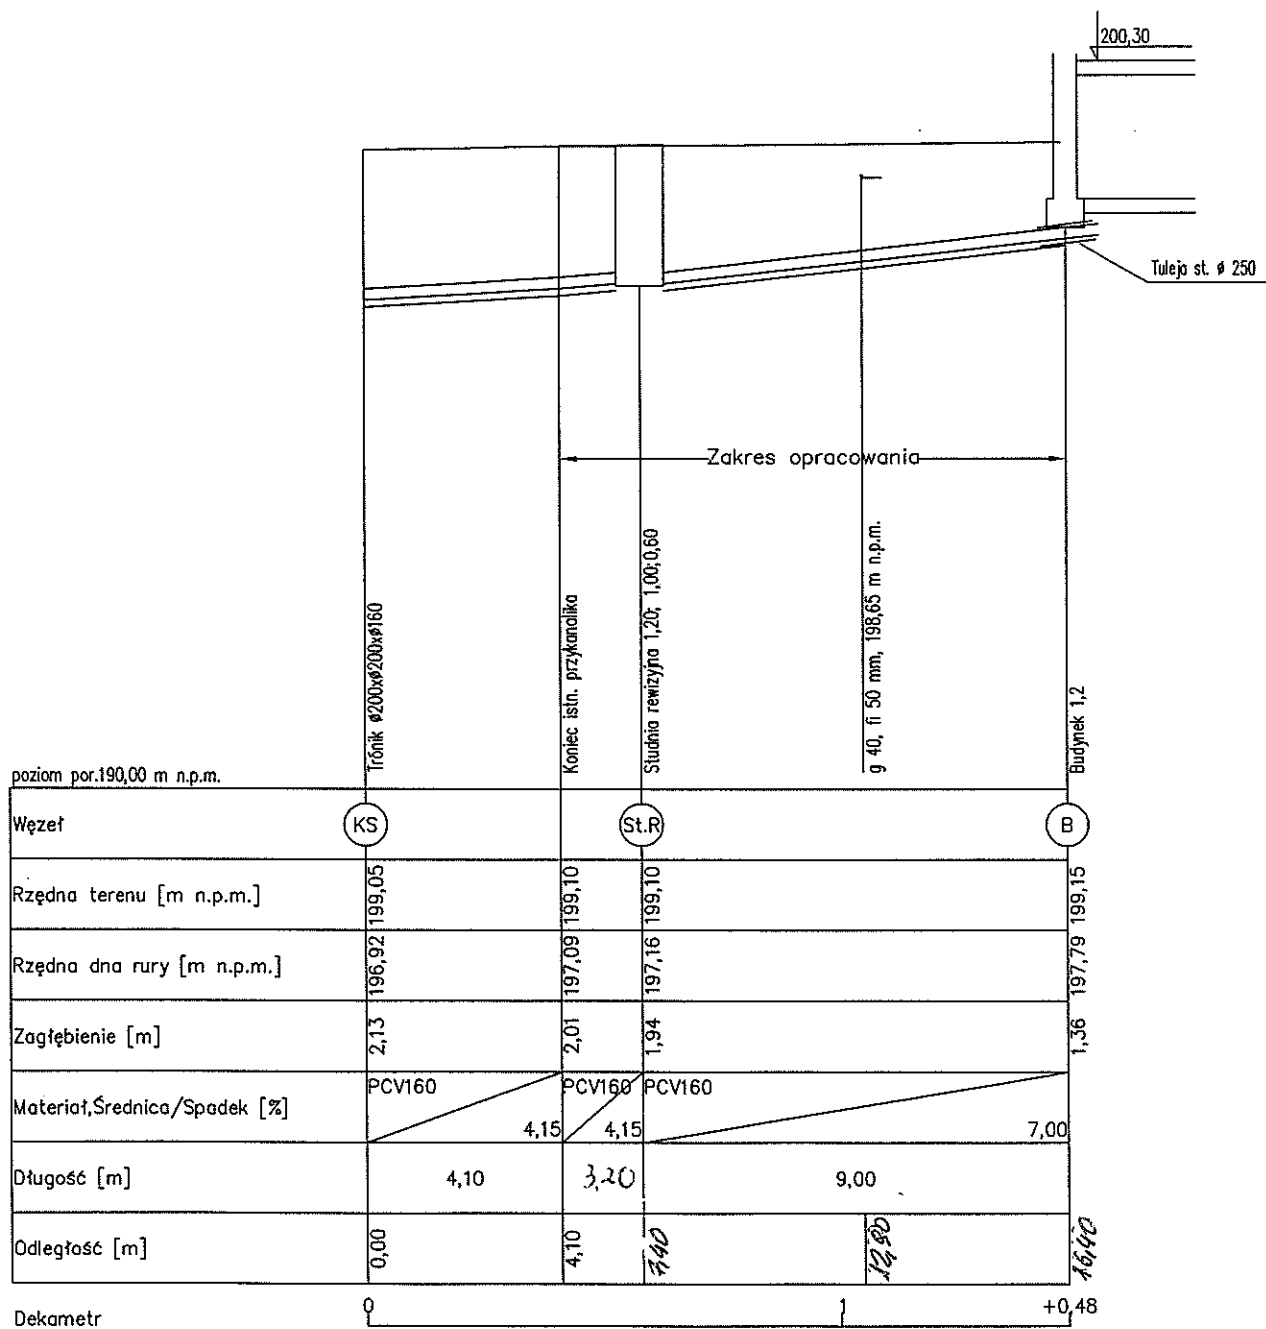 200,30
Tuleja st. ø 250
Zakres opracowania
Trójnik ø200xø200xø160
Koniec istn. przykanalika
Studnia rewizyjna 1,20; 1,00;0,60
g 40, fi 50 mm, 198,65 m n.p.m.
Budynek 1,2
poziom por.190,00 m n.p.m.
Węzeł KS St.R B
Rzędna terenu [m n.p.m.] 199,05 199,10 199,10 199,15
Rzędna dna rury [m n.p.m.] 196,92 197,09 197,16 197,79
Zagłębienie [m] 2,13 2,01 1,94 1,36
Materiał,Średnica/Spadek [%] PCV160 4,15 PCV160 4,15 PCV160 7,00
Długość [m] 4,10 3,20 9,00
Odległość [m] 0,00 4,10 7,40 16,40
Dekametr 0 1 +0,48